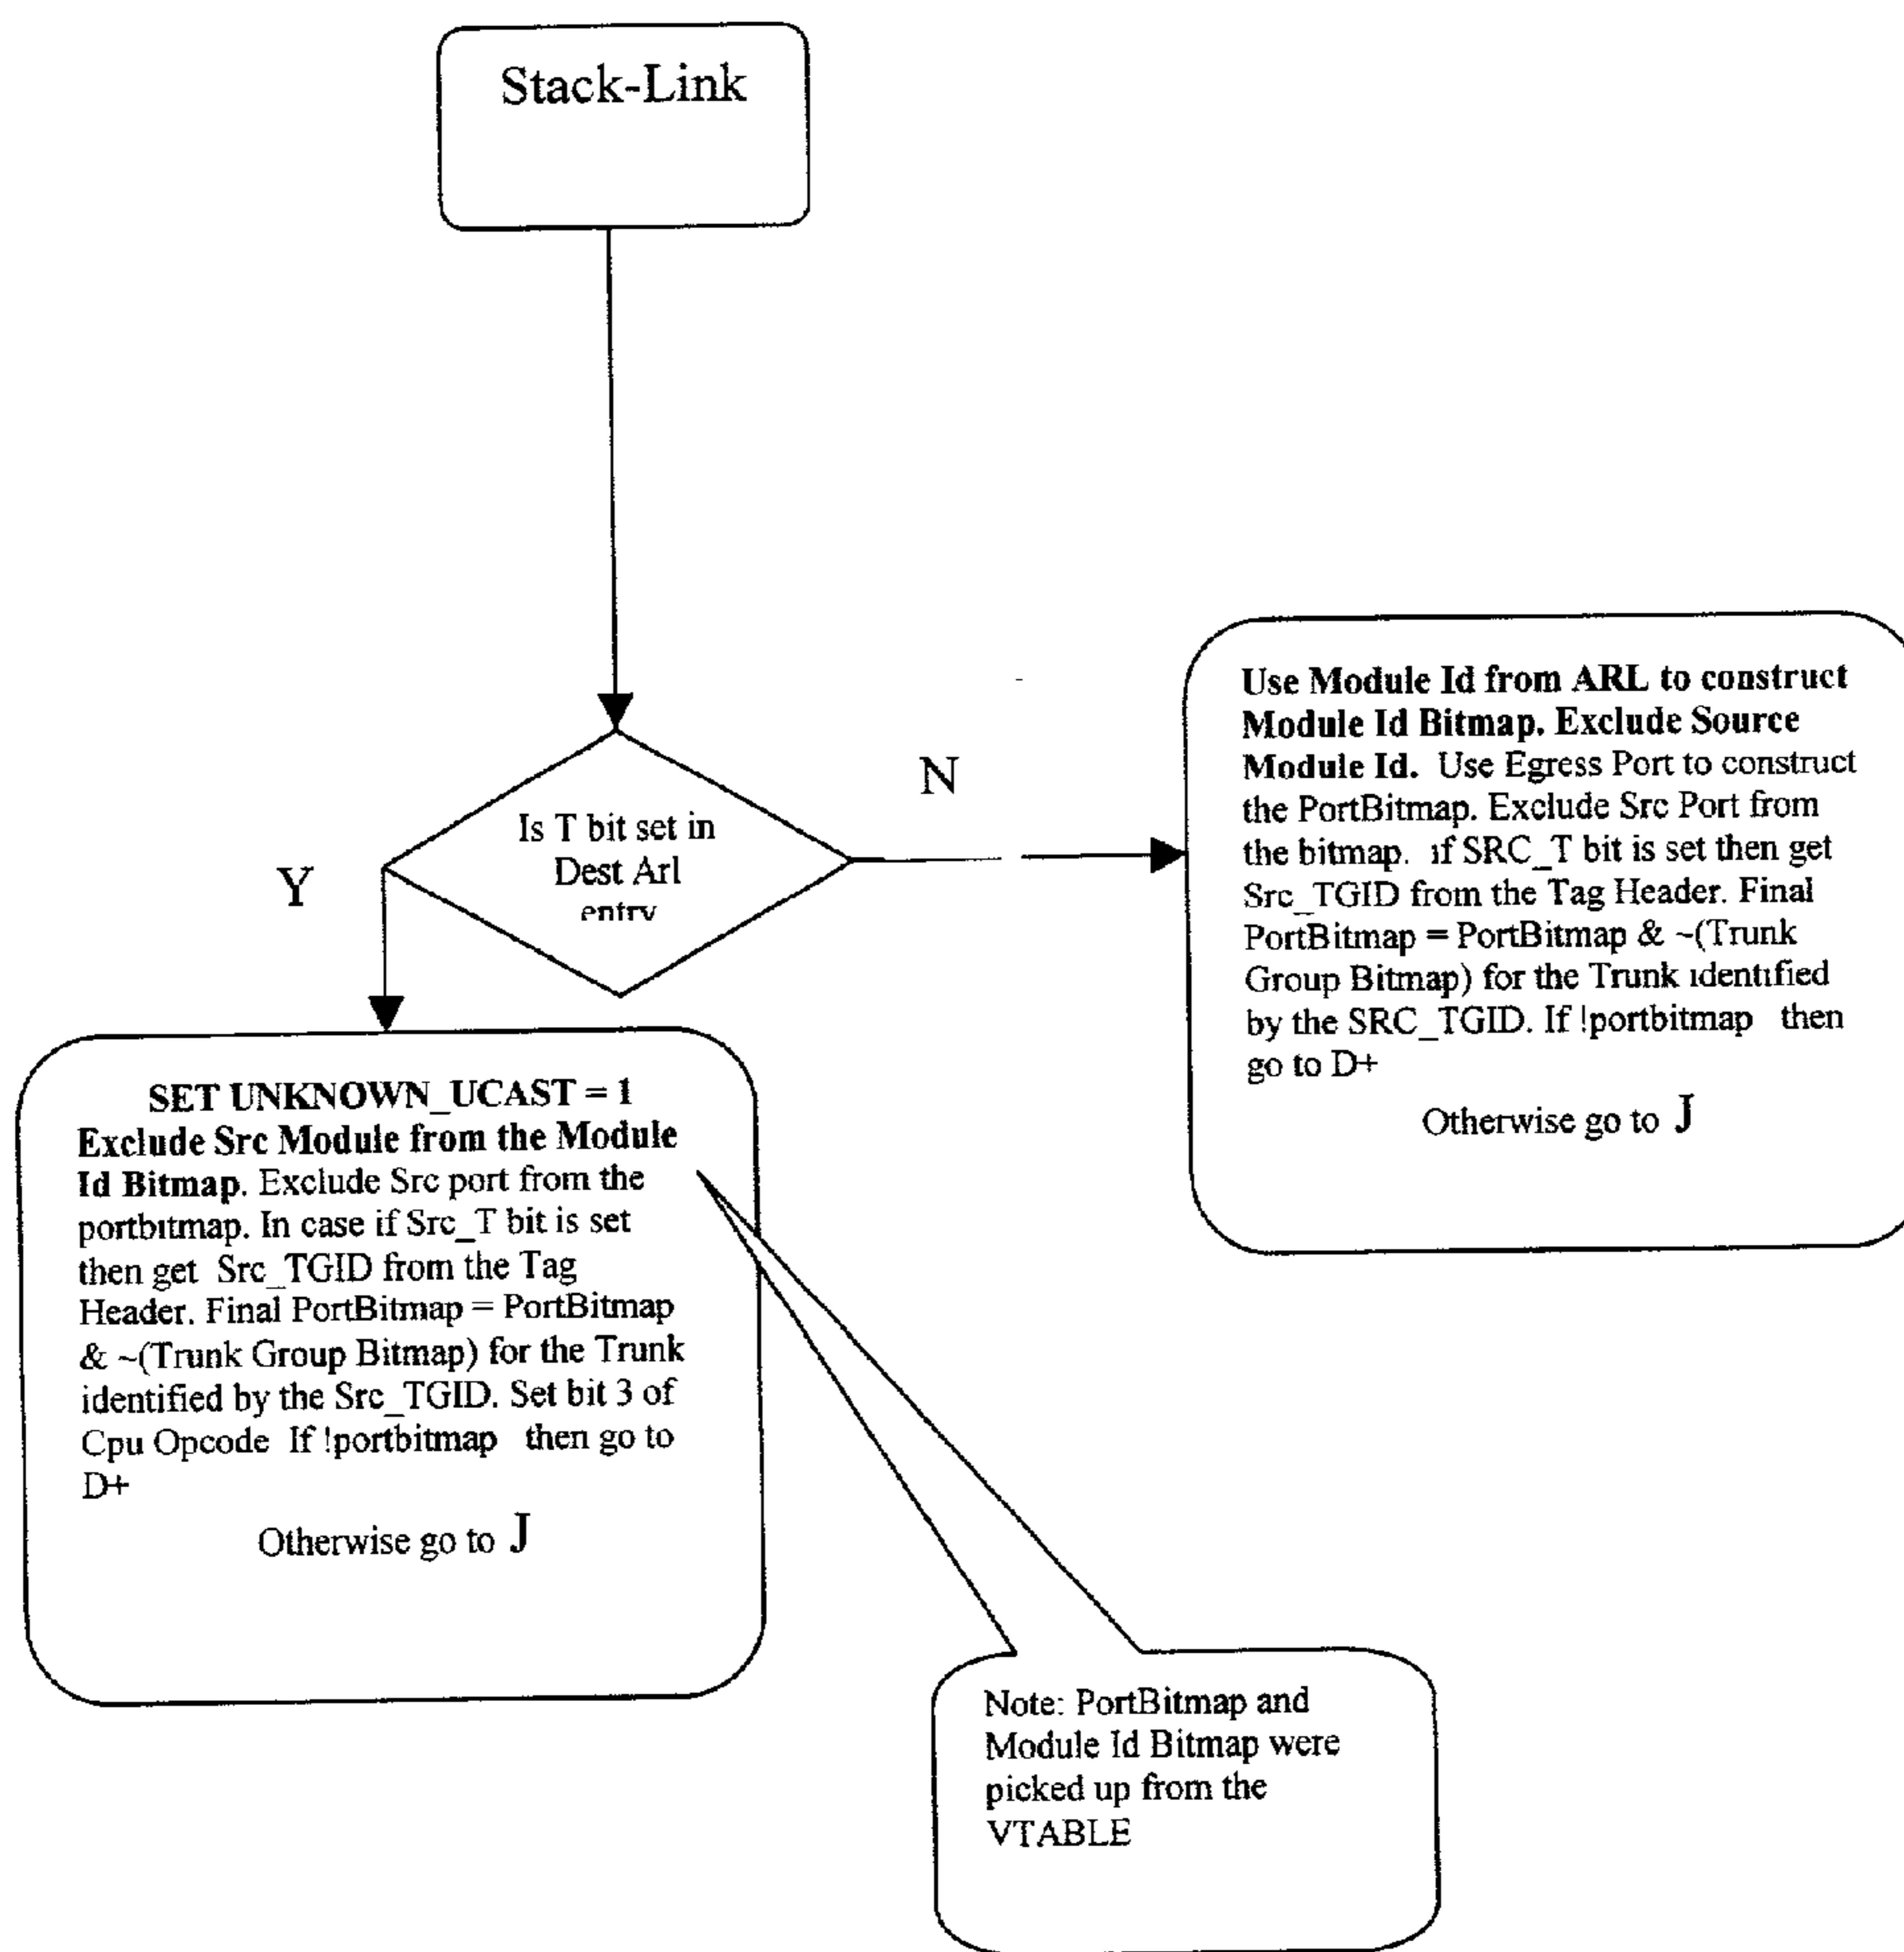 Stack-Link
Is T bit set in
Dest Arl
entry
N
Y
Use Module Id from ARL to construct
Module Id Bitmap. Exclude Source
Module Id. Use Egress Port to construct
the PortBitmap. Exclude Src Port from
the bitmap. if SRC_T bit is set then get
Src_TGID from the Tag Header. Final
PortBitmap = PortBitmap & ~(Trunk
Group Bitmap) for the Trunk identified
by the SRC_TGID. If !portbitmap then
go to D+
Otherwise go to J
SET UNKNOWN_UCAST = 1
Exclude Src Module from the Module
Id Bitmap. Exclude Src port from the
portbitmap. In case if Src_T bit is set
then get Src_TGID from the Tag
Header. Final PortBitmap = PortBitmap
& ~(Trunk Group Bitmap) for the Trunk
identified by the Src_TGID. Set bit 3 of
Cpu Opcode If !portbitmap then go to
D+
Otherwise go to J
Note: PortBitmap and
Module Id Bitmap were
picked up from the
VTABLE